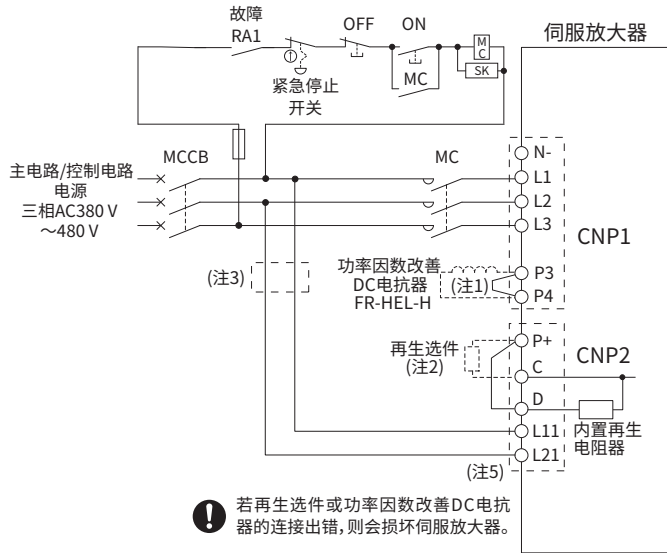 故障
RA1
OFF
ON
伺服放大器
M
C
SK
MC
紧急停止
开关
MCCB
MC
主电路/控制电路
电源
三相AC380 V
～480 V
N-
L1
L2
L3
CNP1
(注3)
功率因数改善
DC电抗器
FR-HEL-H
(注1)
P3
P4
再生选件
(注2)
P+
CNP2
C
D
内置再生
电阻器
L11
L21
(注5)
若再生选件或功率因数改善DC电抗
器的连接出错，则会损坏伺服放大器。